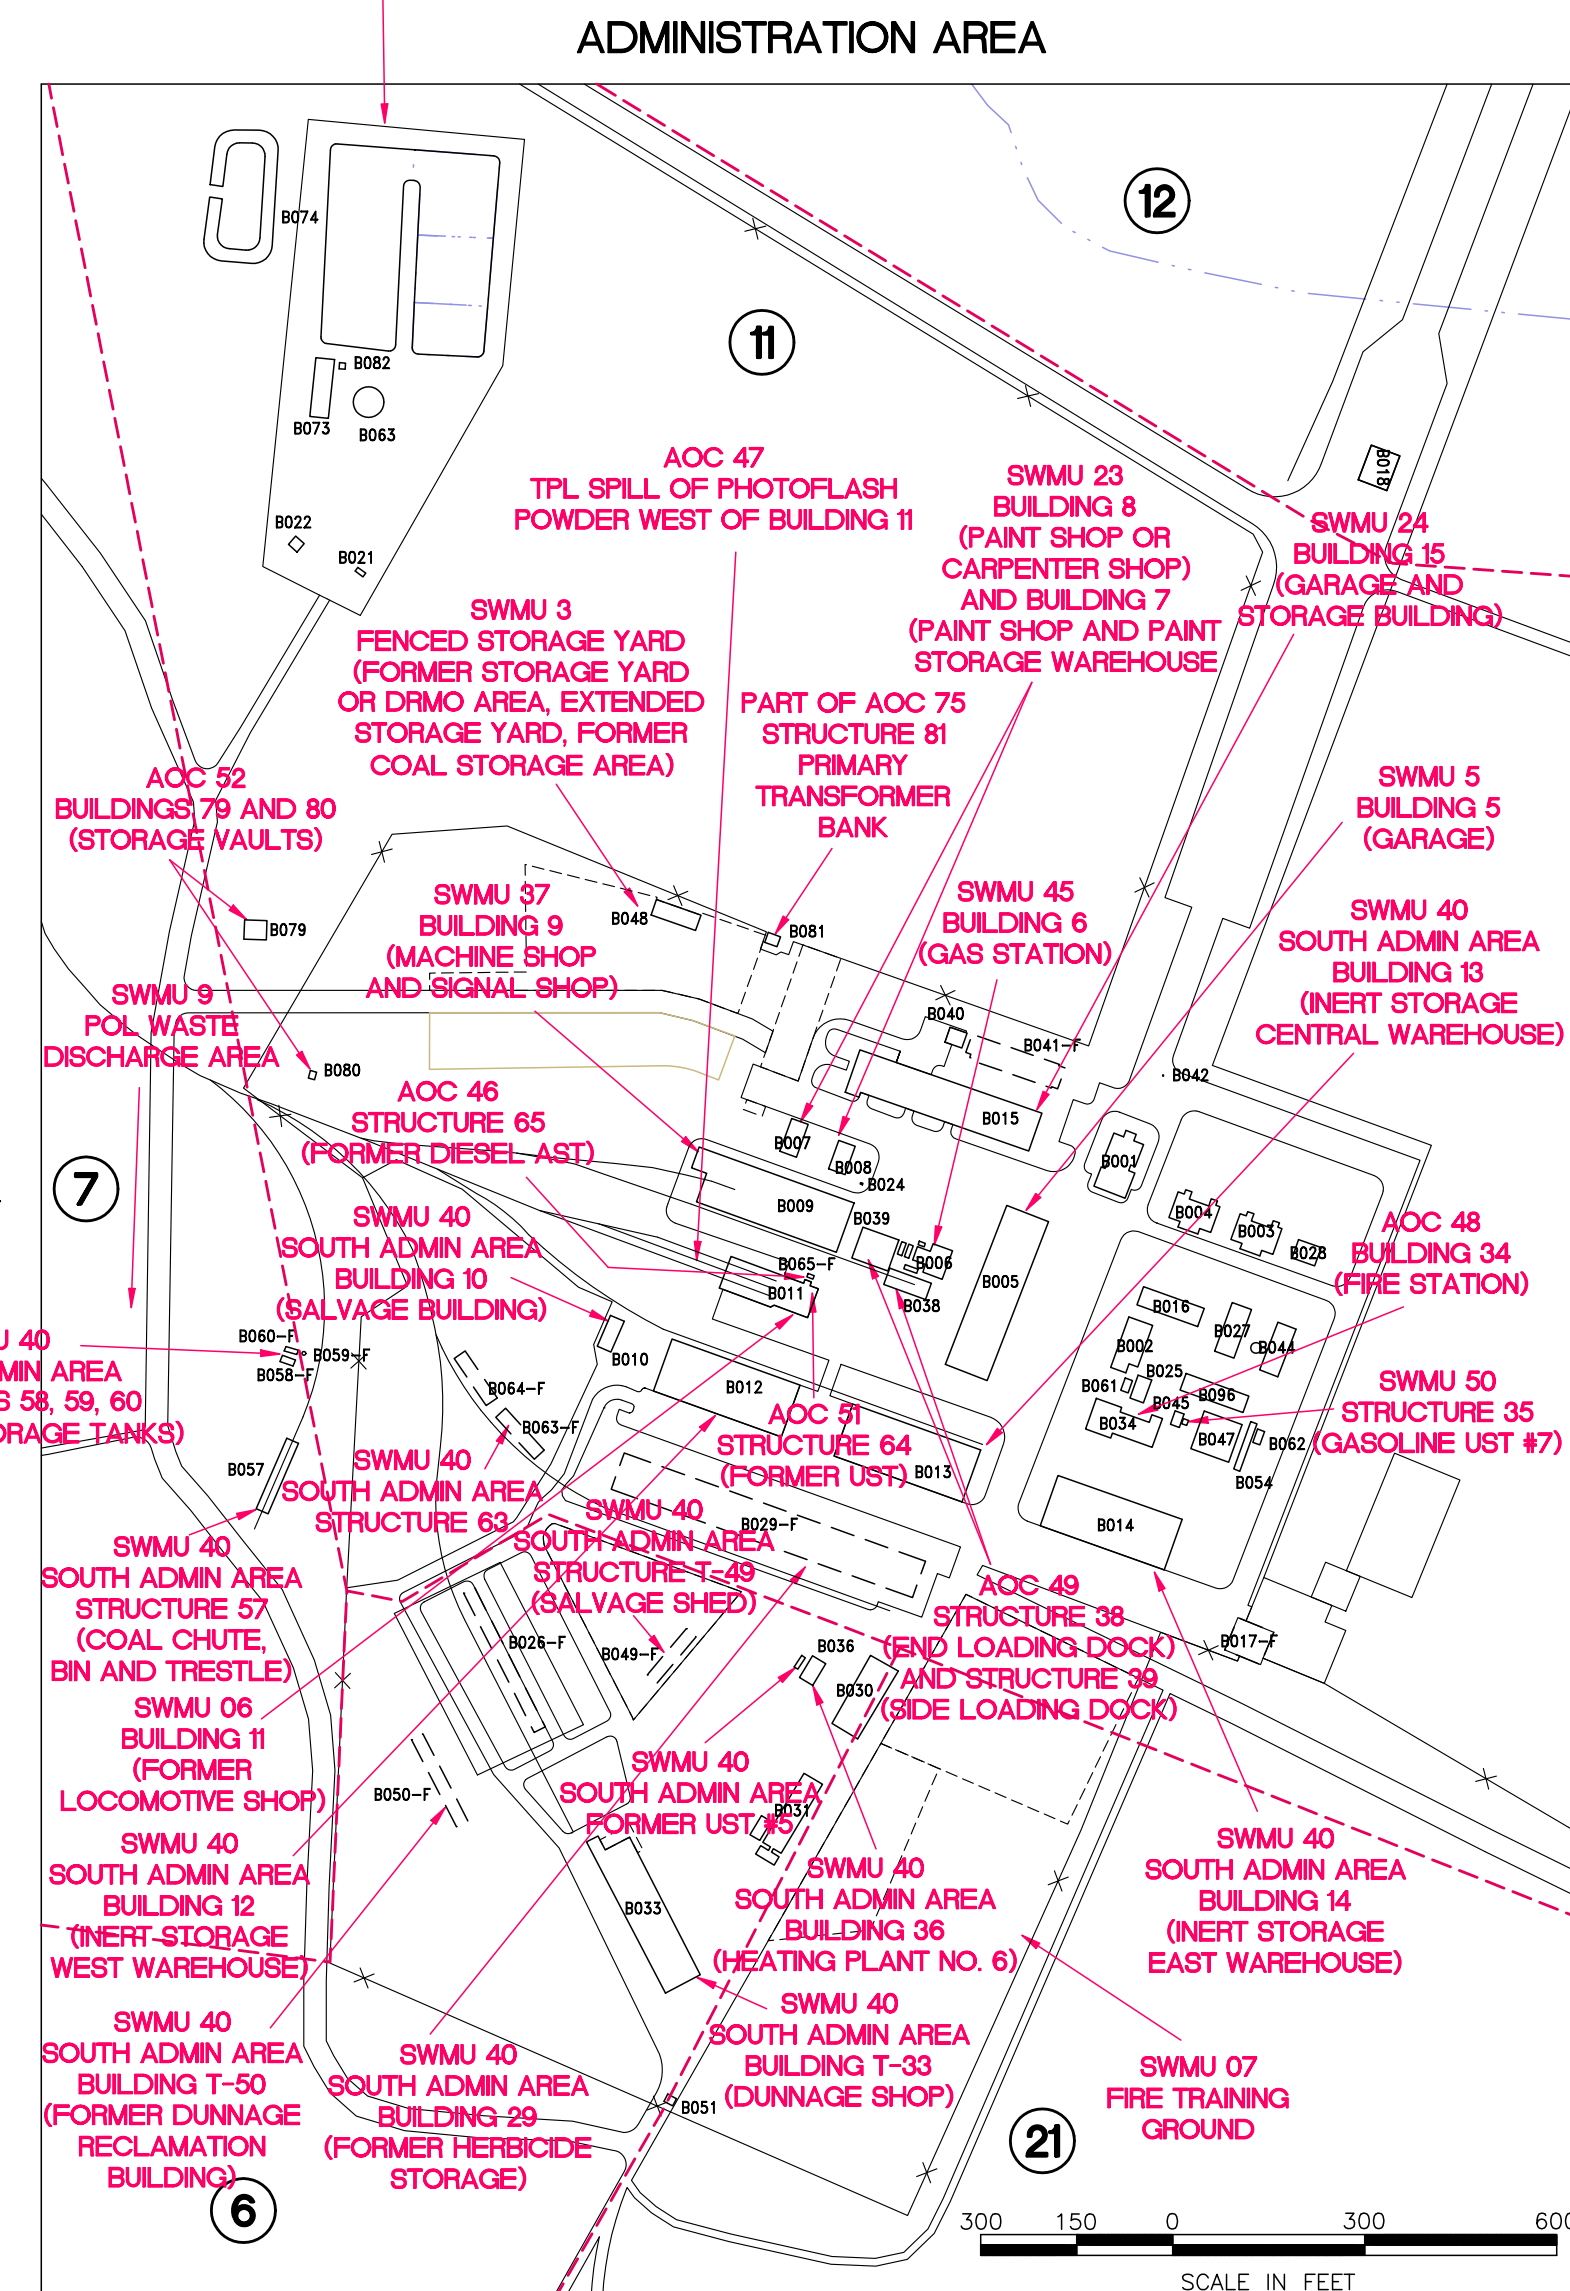 ADMINISTRATION AREA
12
11
B074
B082
B073
B063
B022
B021
B018
AOC 47
TPL SPILL OF PHOTOFLASH
POWDER WEST OF BUILDING 11
SWMU 23
BUILDING 8
(PAINT SHOP OR
CARPENTER SHOP)
AND BUILDING 7
(PAINT SHOP AND PAINT
STORAGE WAREHOUSE
SWMU 24
BUILDING 15
(GARAGE AND
STORAGE BUILDING)
SWMU 3
FENCED STORAGE YARD
(FORMER STORAGE YARD
OR DRMO AREA, EXTENDED
STORAGE YARD, FORMER
COAL STORAGE AREA)
PART OF AOC 75
STRUCTURE 81
PRIMARY
TRANSFORMER
BANK
AOC 52
BUILDINGS 79 AND 80
(STORAGE VAULTS)
SWMU 5
BUILDING 5
(GARAGE)
SWMU 37
BUILDING 9
(MACHINE SHOP
AND SIGNAL SHOP)
SWMU 45
BUILDING 6
(GAS STATION)
SWMU 40
SOUTH ADMIN AREA
BUILDING 13
(INERT STORAGE
CENTRAL WAREHOUSE)
B048
B081
B079
SWMU 9
POL WASTE
DISCHARGE AREA
B040
B041-F
B080
B042
AOC 46
STRUCTURE 65
(FORMER DIESEL AST)
B015
B007
B008
B024
B001
7
B009
B039
B004
B003
B028
SWMU 40
SOUTH ADMIN AREA
BUILDING 10
(SALVAGE BUILDING)
AOC 48
BUILDING 34
(FIRE STATION)
B065-F
B011
B006
B038
B005
B016
B027
B044
B002
B060-F
B059-F
B058-F
U 40
MIN AREA
S 58, 59, 60
ORAGE TANKS)
B010
B064-F
B063-F
B012
B025
B061
B045
B096
B034
B047
B062
B054
SWMU 50
STRUCTURE 35
(GASOLINE UST #7)
AOC 51
STRUCTURE 64
(FORMER UST)
B013
B057
SWMU 40
SOUTH ADMIN AREA
STRUCTURE 63
SWMU 40
SOUTH ADMIN AREA
STRUCTURE T-49
(SALVAGE SHED)
B029-F
B014
SWMU 40
SOUTH ADMIN AREA
STRUCTURE 57
(COAL CHUTE,
BIN AND TRESTLE)
AOC 49
STRUCTURE 38
(END LOADING DOCK)
AND STRUCTURE 39
(SIDE LOADING DOCK)
B026-F
B049-F
B036
B030
B017-F
SWMU 06
BUILDING 11
(FORMER
LOCOMOTIVE SHOP)
SWMU 40
SOUTH ADMIN AREA
FORMER UST #5
B050-F
B031
SWMU 40
SOUTH ADMIN AREA
BUILDING 12
(INERT STORAGE
WEST WAREHOUSE)
B033
SWMU 40
SOUTH ADMIN AREA
BUILDING 36
(HEATING PLANT NO. 6)
SWMU 40
SOUTH ADMIN AREA
BUILDING 14
(INERT STORAGE
EAST WAREHOUSE)
SWMU 40
SOUTH ADMIN AREA
BUILDING T-50
(FORMER DUNNAGE
RECLAMATION
BUILDING)
SWMU 40
SOUTH ADMIN AREA
BUILDING 29
(FORMER HERBICIDE
STORAGE)
SWMU 40
SOUTH ADMIN AREA
BUILDING T-33
(DUNNAGE SHOP)
B051
SWMU 07
FIRE TRAINING
GROUND
21
6
300 150 0 300 600
SCALE IN FEET